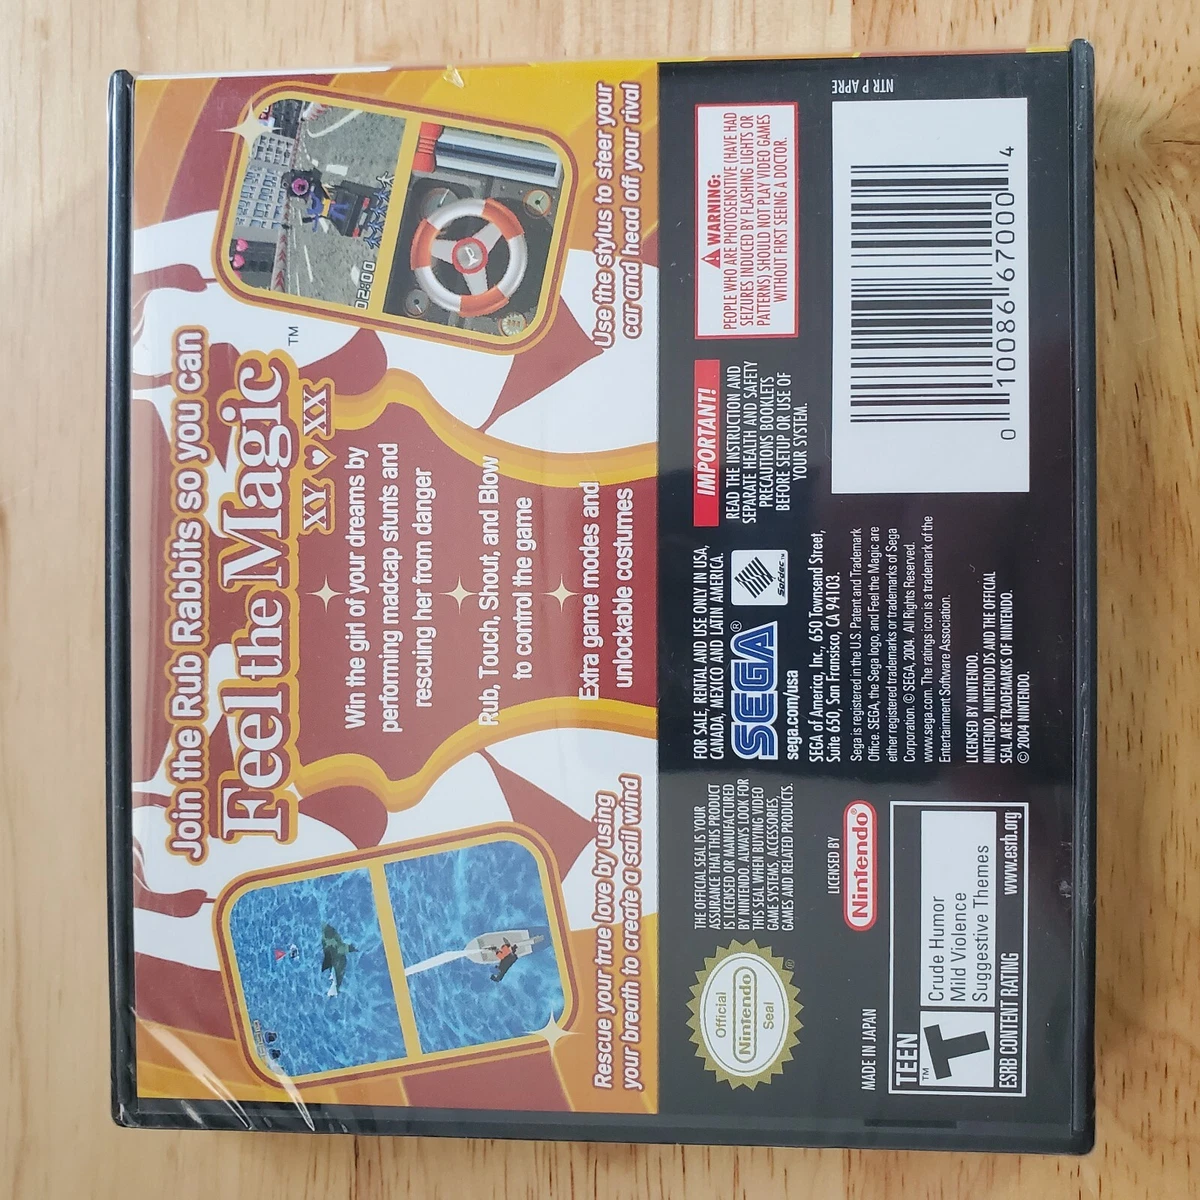 Join the Rub Rabbits so you can
Feel the Magic
XY♥XX™
Win the girl of your dreams by
performing madcap stunts and
rescuing her from danger
Rub, Touch, Shout, and Blow
to control the game
Extra game modes and
unlockable costumes
Rescue your true love by using
your breath to create a sail wind
02:00
Use the stylus to steer your
car and head off your rival
THE OFFICIAL SEAL IS YOUR
ASSURANCE THAT THIS PRODUCT
IS LICENSED OR MANUFACTURED
BY NINTENDO. ALWAYS LOOK FOR
THIS SEAL WHEN BUYING VIDEO
GAME SYSTEMS, ACCESSORIES,
GAMES AND RELATED PRODUCTS.
Official
Nintendo
Seal
®
LICENSED BY
Nintendo®
MADE IN JAPAN
TEEN
T™
Crude Humor
Mild Violence
Suggestive Themes
ESRB CONTENT RATING www.esrb.org
FOR SALE, RENTAL AND USE ONLY IN USA,
CANADA, MEXICO AND LATIN AMERICA.
SEGA®
Sofdec™
sega.com/usa
SEGA of America, Inc., 650 Townsend Street,
Suite 650, San Fransisco, CA 94103.
Sega is registered in the U.S. Patent and Trademark
Office. SEGA, the Sega logo, and Feel the Magic are
either registered trademarks or trademarks of Sega
Corporation. © SEGA, 2004. All Rights Reserved.
www.sega.com. The ratings icon is a trademark of the
Entertainment Software Association.
LICENSED BY NINTENDO.
NINTENDO, NINTENDO DS AND THE OFFICIAL
SEAL ARE TRADEMARKS OF NINTENDO.
© 2004 NINTENDO.
IMPORTANT!
READ THE INSTRUCTION AND
SEPARATE HEALTH AND SAFETY
PRECAUTIONS BOOKLETS
BEFORE SETUP OR USE OF
YOUR SYSTEM.
WARNING:
PEOPLE WHO ARE PHOTOSENSITIVE (HAVE HAD
SEIZURES INDUCED BY FLASHING LIGHTS OR
PATTERNS) SHOULD NOT PLAY VIDEO GAMES
WITHOUT FIRST SEEING A DOCTOR.
NTR P APRE
0 10086 67000 4